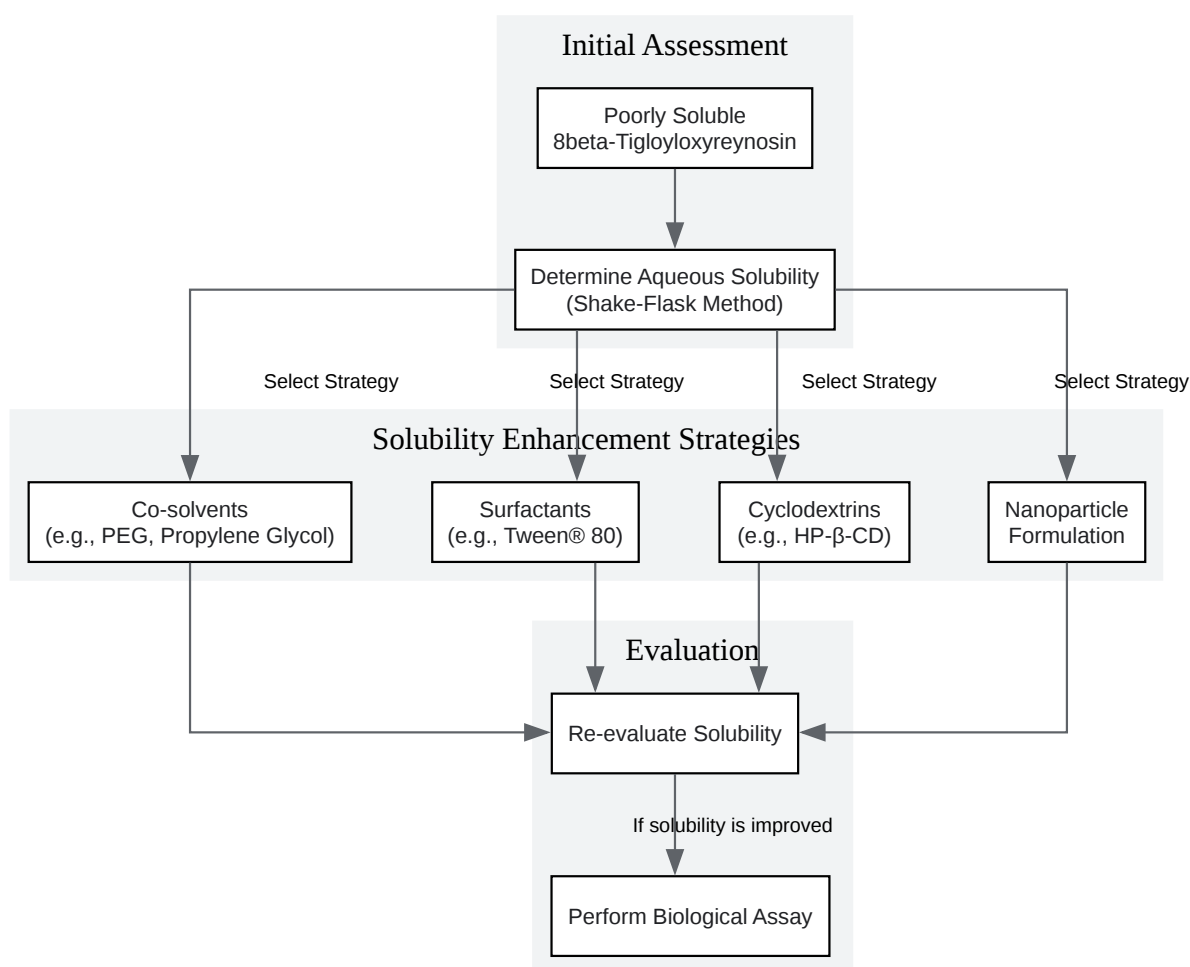 Initial Assessment
Poorly Soluble
8beta-Tigloyloxyreynosin
Determine Aqueous Solubility
(Shake-Flask Method)
Select Strategy
Select Strategy
Select Strategy
Select Strategy
Solubility Enhancement Strategies
Co-solvents
(e.g., PEG, Propylene Glycol)
Surfactants
(e.g., Tween® 80)
Cyclodextrins
(e.g., HP-β-CD)
Nanoparticle
Formulation
Evaluation
Re-evaluate Solubility
If solubility is improved
Perform Biological Assay